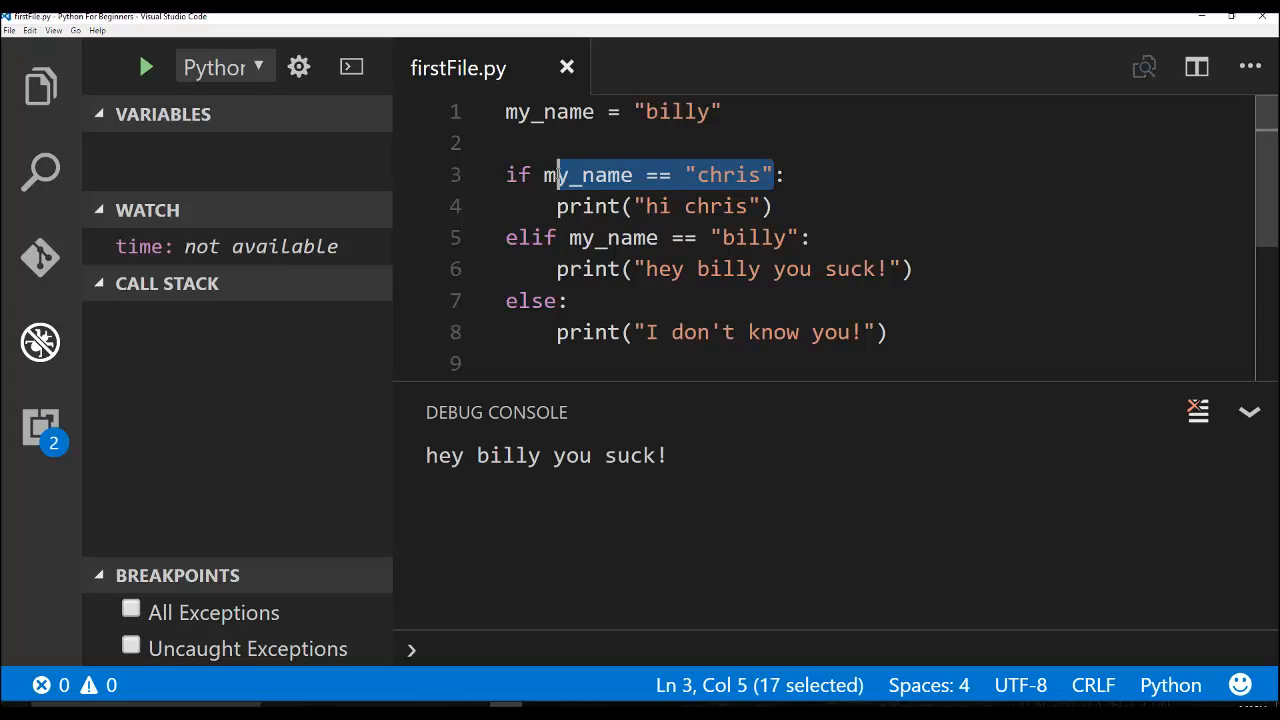 firstFile.py - Python For Beginners - Visual Studio Code
File Edit View Go Help
Python
firstFile.py
VARIABLES
WATCH
time: not available
CALL STACK
BREAKPOINTS
All Exceptions
Uncaught Exceptions
2
1 my_name = "billy"
2
3 if my_name == "chris":
4 print("hi chris")
5 elif my_name == "billy":
6 print("hey billy you suck!")
7 else:
8 print("I don't know you!")
9
DEBUG CONSOLE
hey billy you suck!
0 0 Ln 3, Col 5 (17 selected) Spaces: 4 UTF-8 CRLF Python